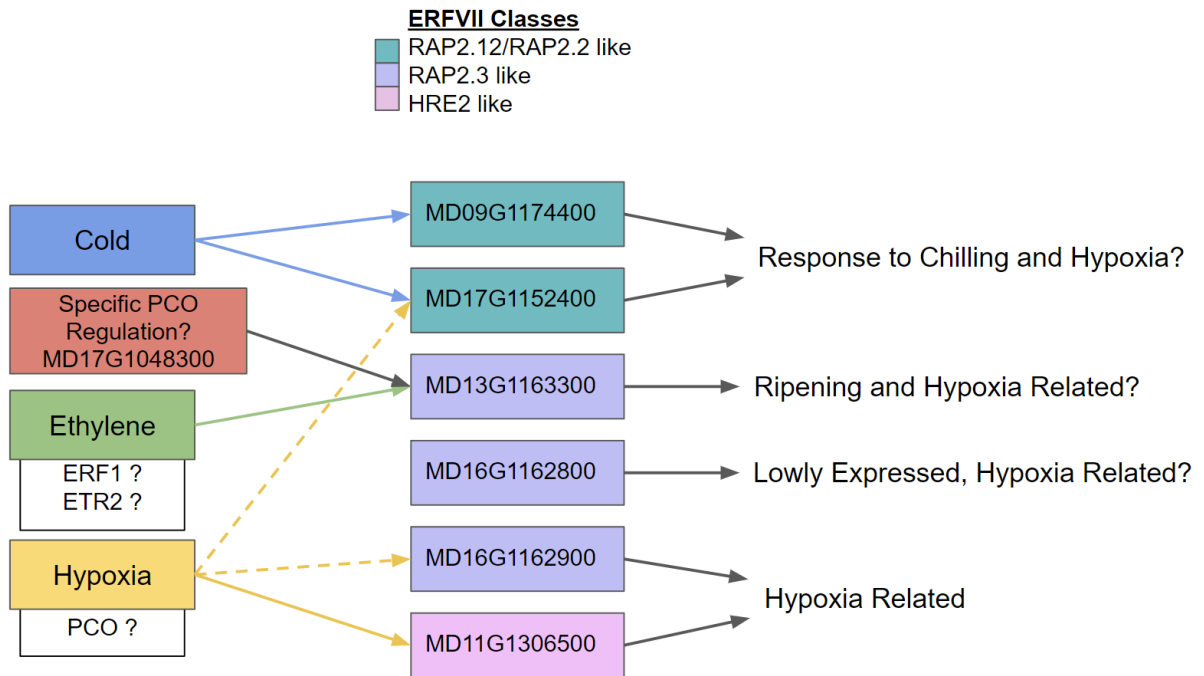 ERFVII Classes
RAP2.12/RAP2.2 like
RAP2.3 like
HRE2 like
Cold
Specific PCO
Regulation?
MD17G1048300
Ethylene
ERF1 ?
ETR2 ?
Hypoxia
PCO ?
MD09G1174400
MD17G1152400
MD13G1163300
MD16G1162800
MD16G1162900
MD11G1306500
Response to Chilling and Hypoxia?
Ripening and Hypoxia Related?
Lowly Expressed, Hypoxia Related?
Hypoxia Related